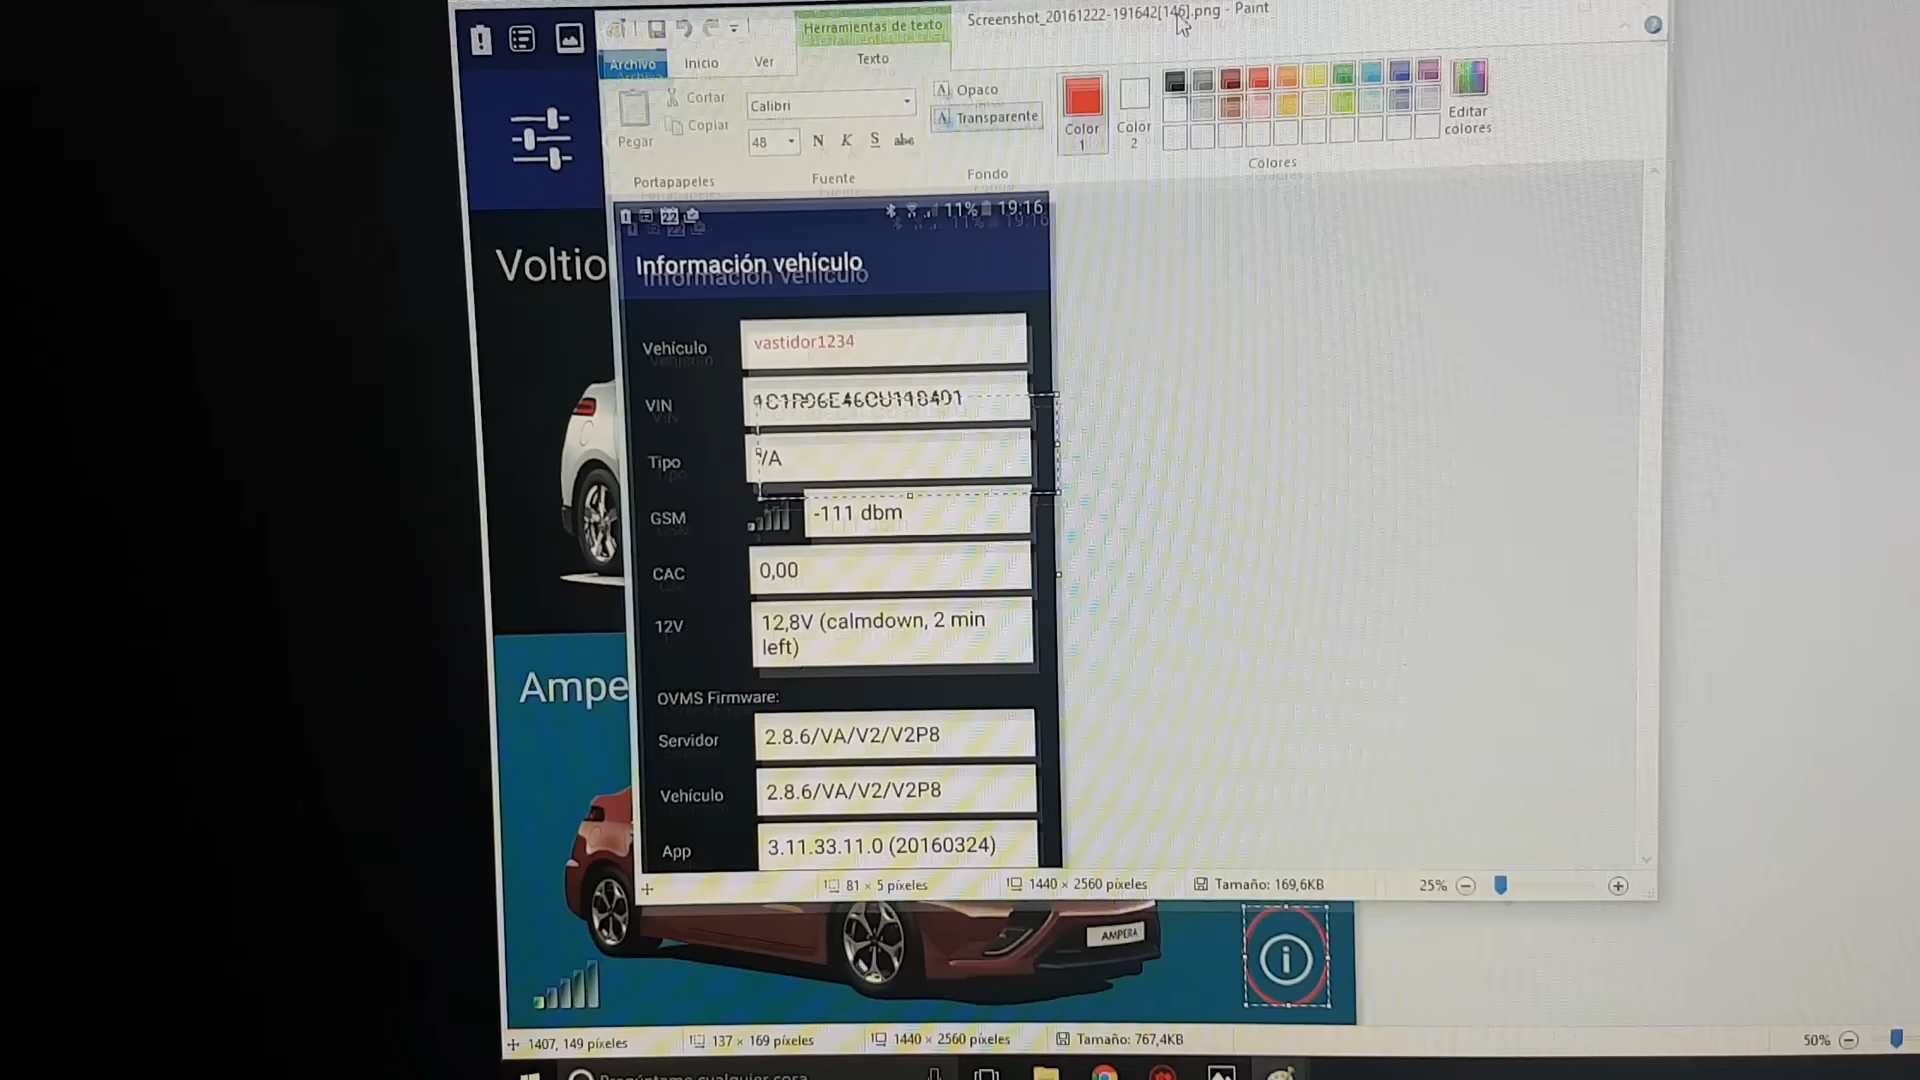 Screenshot_20161222-191642[146].png - Paint
Herramientas de texto
Archivo
Inicio
Ver
Texto
Pegar
Cortar
Copiar
Portapapeles
Calibri
48
N K S abc
Fuente
Opaco
Transparente
Fondo
Color 1
Color 2
Editar colores
Colores
22
11% 19:16
Información vehículo
Vehículo
vastidor1234
VIN
Tipo
VA
GSM
-111 dbm
CAC
0,00
12V
12,8V (calmdown, 2 min
left)
OVMS Firmware:
Servidor
2.8.6/VA/V2/V2P8
Vehículo
2.8.6/VA/V2/V2P8
App
3.11.33.11.0 (20160324)
81 × 5 píxeles
1440 × 2560 píxeles
Tamaño: 169,6KB
25%
Voltio
Ampe
AMPERA
1407, 149 píxeles
137 × 169 píxeles
1440 × 2560 píxeles
Tamaño: 767,4KB
50%